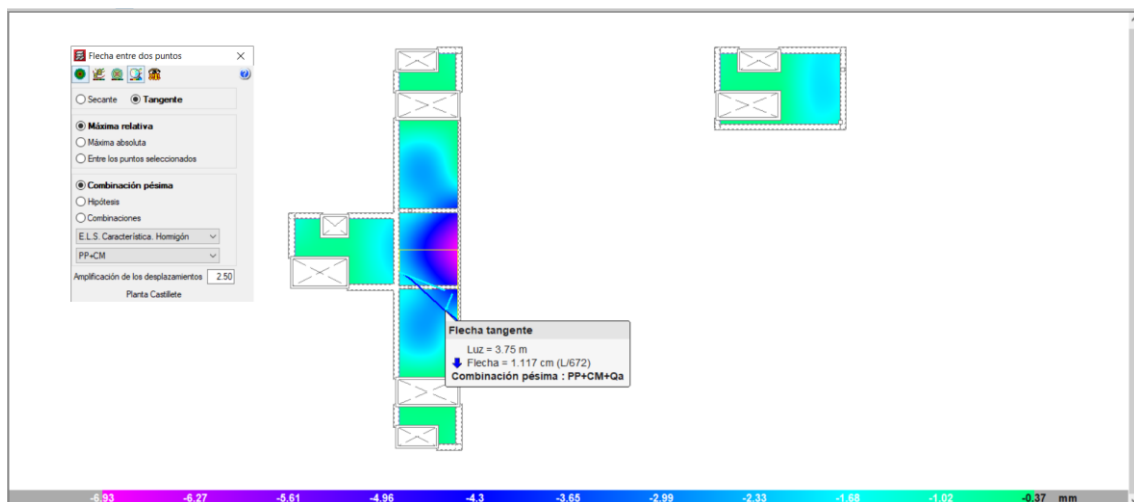 Flecha entre dos puntos
Secante Tangente
Máxima relativa
Máxima absoluta
Entre los puntos seleccionados
Combinación pésima
Hipótesis
Combinaciones
E.L.S. Característica. Hormigón
PP+CM
Amplificación de los desplazamientos 2.50
Planta Castillete
Flecha tangente
Luz = 3.75 m
Flecha = 1.117 cm (L/672)
Combinación pésima : PP+CM+Qa
-6.93 -6.27 -5.61 -4.96 -4.3 -3.65 -2.99 -2.33 -1.68 -1.02 -0.37 mm